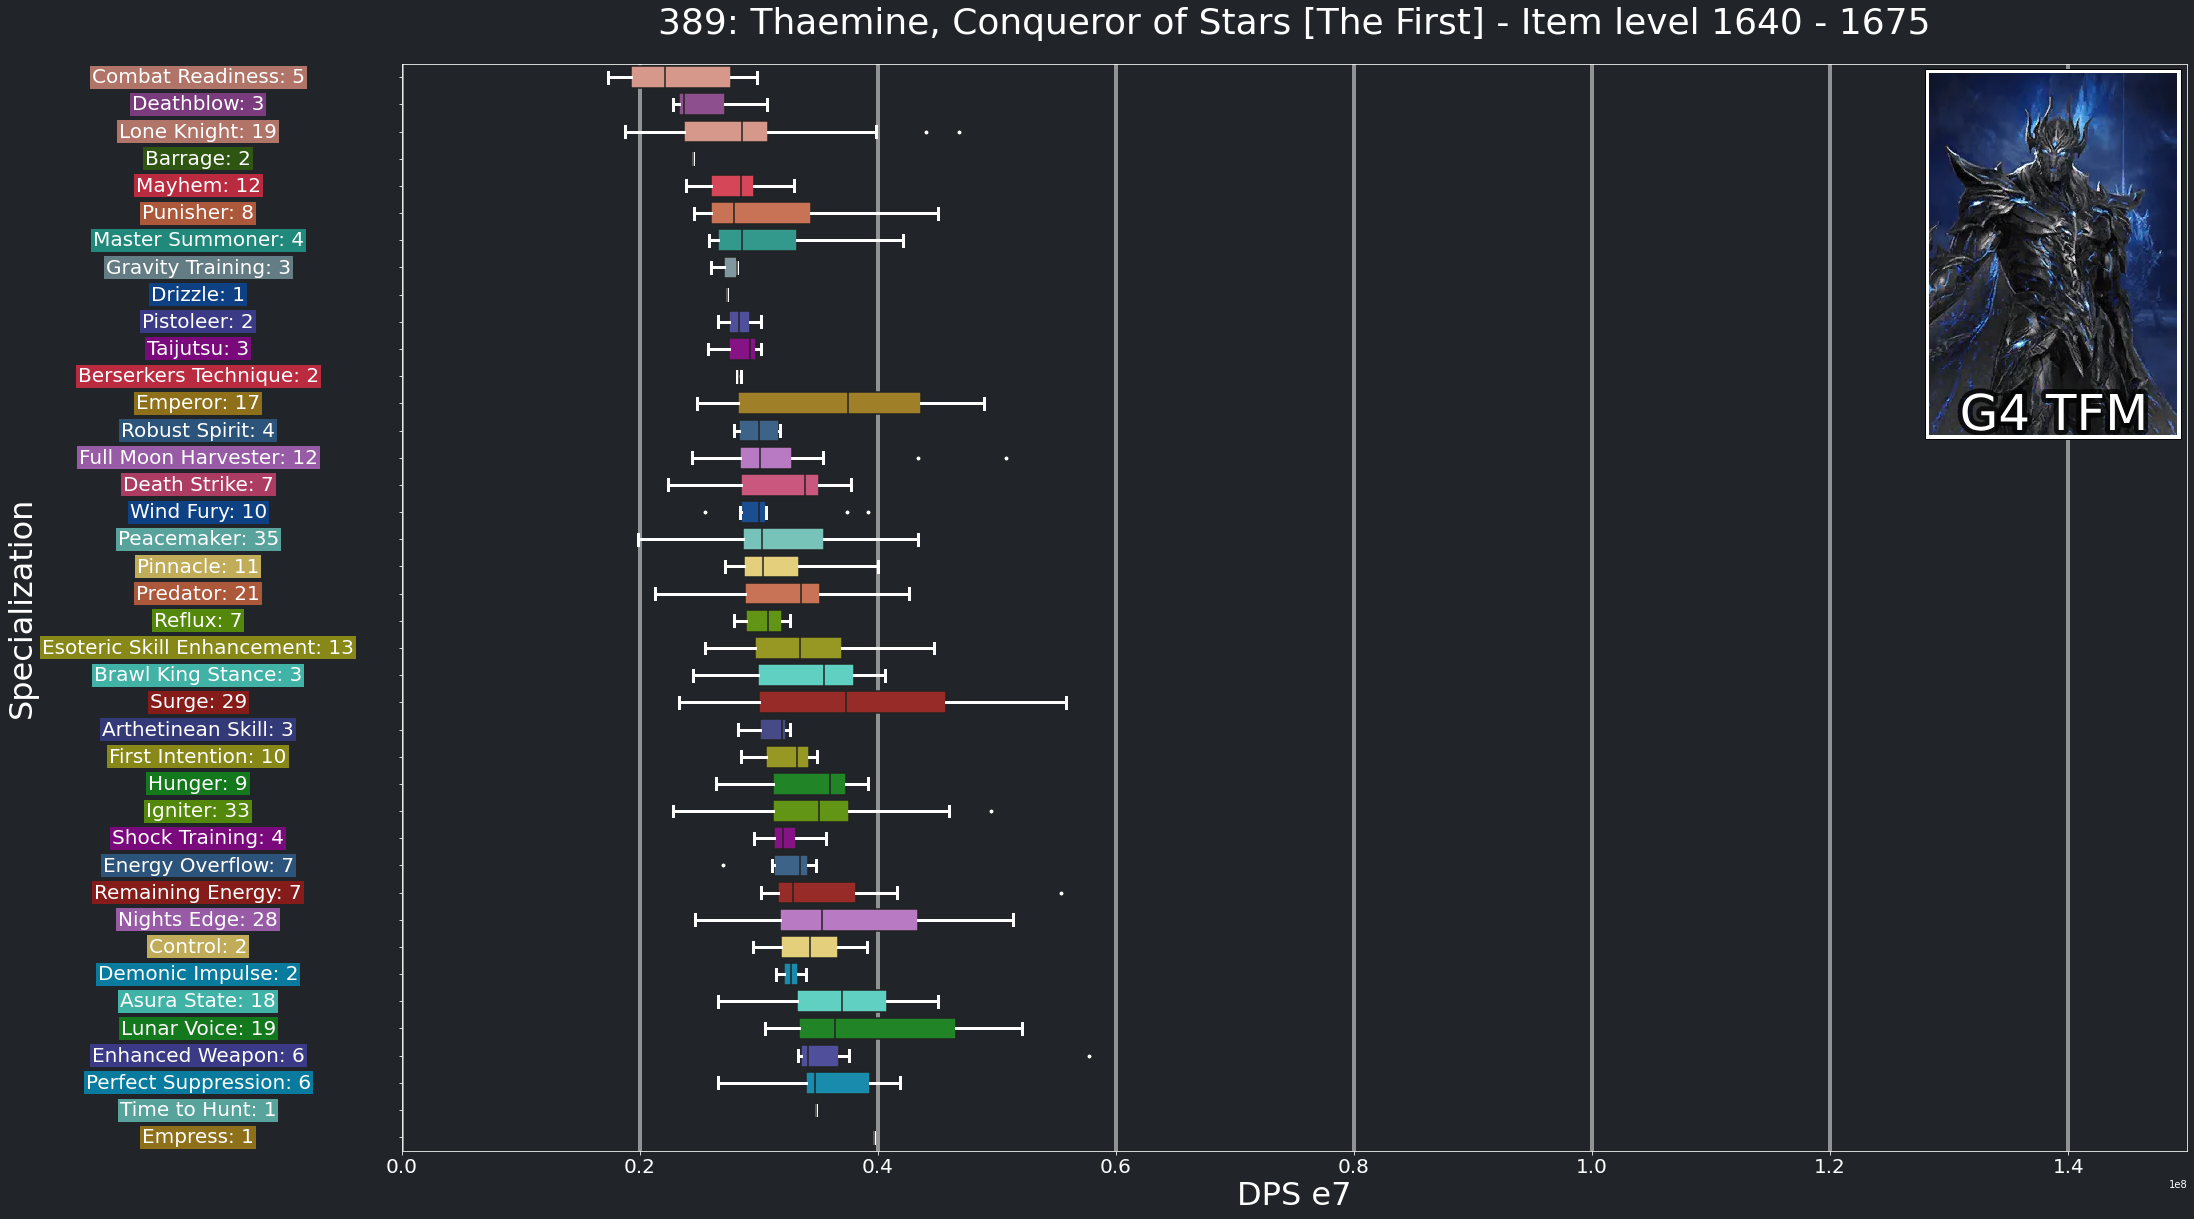 389: Thaemine, Conqueror of Stars [The First] - Item level 1640 - 1675
Combat Readiness: 5
Deathblow: 3
Lone Knight: 19
Barrage: 2
Mayhem: 12
Punisher: 8
Master Summoner: 4
Gravity Training: 3
Drizzle: 1
Pistoleer: 2
Taijutsu: 3
Berserkers Technique: 2
Emperor: 17
Robust Spirit: 4
Full Moon Harvester: 12
Death Strike: 7
Wind Fury: 10
Peacemaker: 35
Pinnacle: 11
Predator: 21
Reflux: 7
Esoteric Skill Enhancement: 13
Brawl King Stance: 3
Surge: 29
Arthetinean Skill: 3
First Intention: 10
Hunger: 9
Igniter: 33
Shock Training: 4
Energy Overflow: 7
Remaining Energy: 7
Nights Edge: 28
Control: 2
Demonic Impulse: 2
Asura State: 18
Lunar Voice: 19
Enhanced Weapon: 6
Perfect Suppression: 6
Time to Hunt: 1
Empress: 1
Specialization
G4 TFM
0.0 0.2 0.4 0.6 0.8 1.0 1.2 1.4
DPS e7
1e8